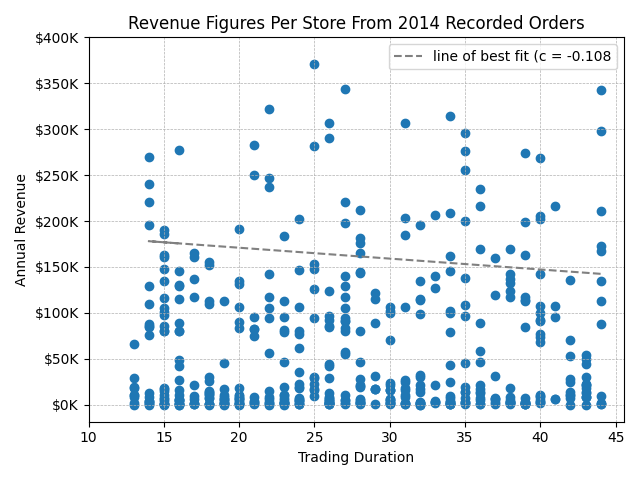 Revenue Figures Per Store From 2014 Recorded Orders
line of best fit (c = -0.108
Annual Revenue
$400K
$350K
$300K
$250K
$200K
$150K
$100K
$50K
$0K
10 15 20 25 30 35 40 45
Trading Duration